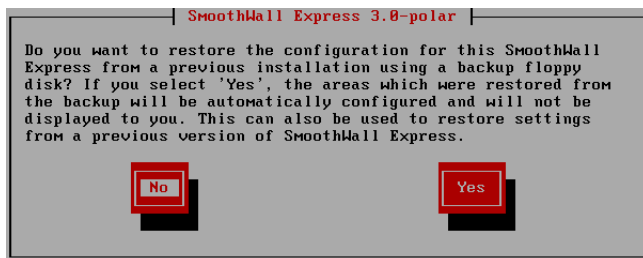 SmoothWall Express 3.0-polar
Do you want to restore the configuration for this SmoothWall
Express from a previous installation using a backup floppy
disk? If you select 'Yes', the areas which were restored from
the backup will be automatically configured and will not be
displayed to you. This can also be used to restore settings
from a previous version of SmoothWall Express.
No Yes